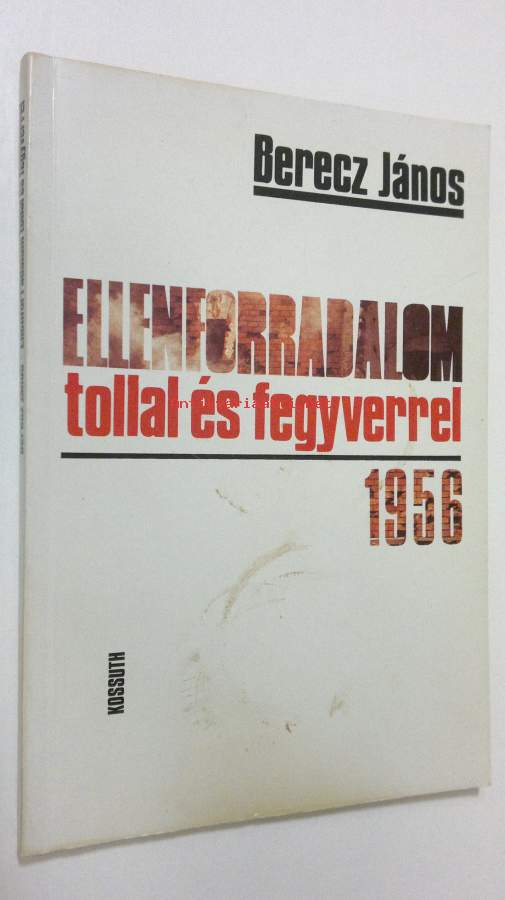 Berecz János
ELLENFORRADALOM
tollal és fegyverrel
1956
KOSSUTH